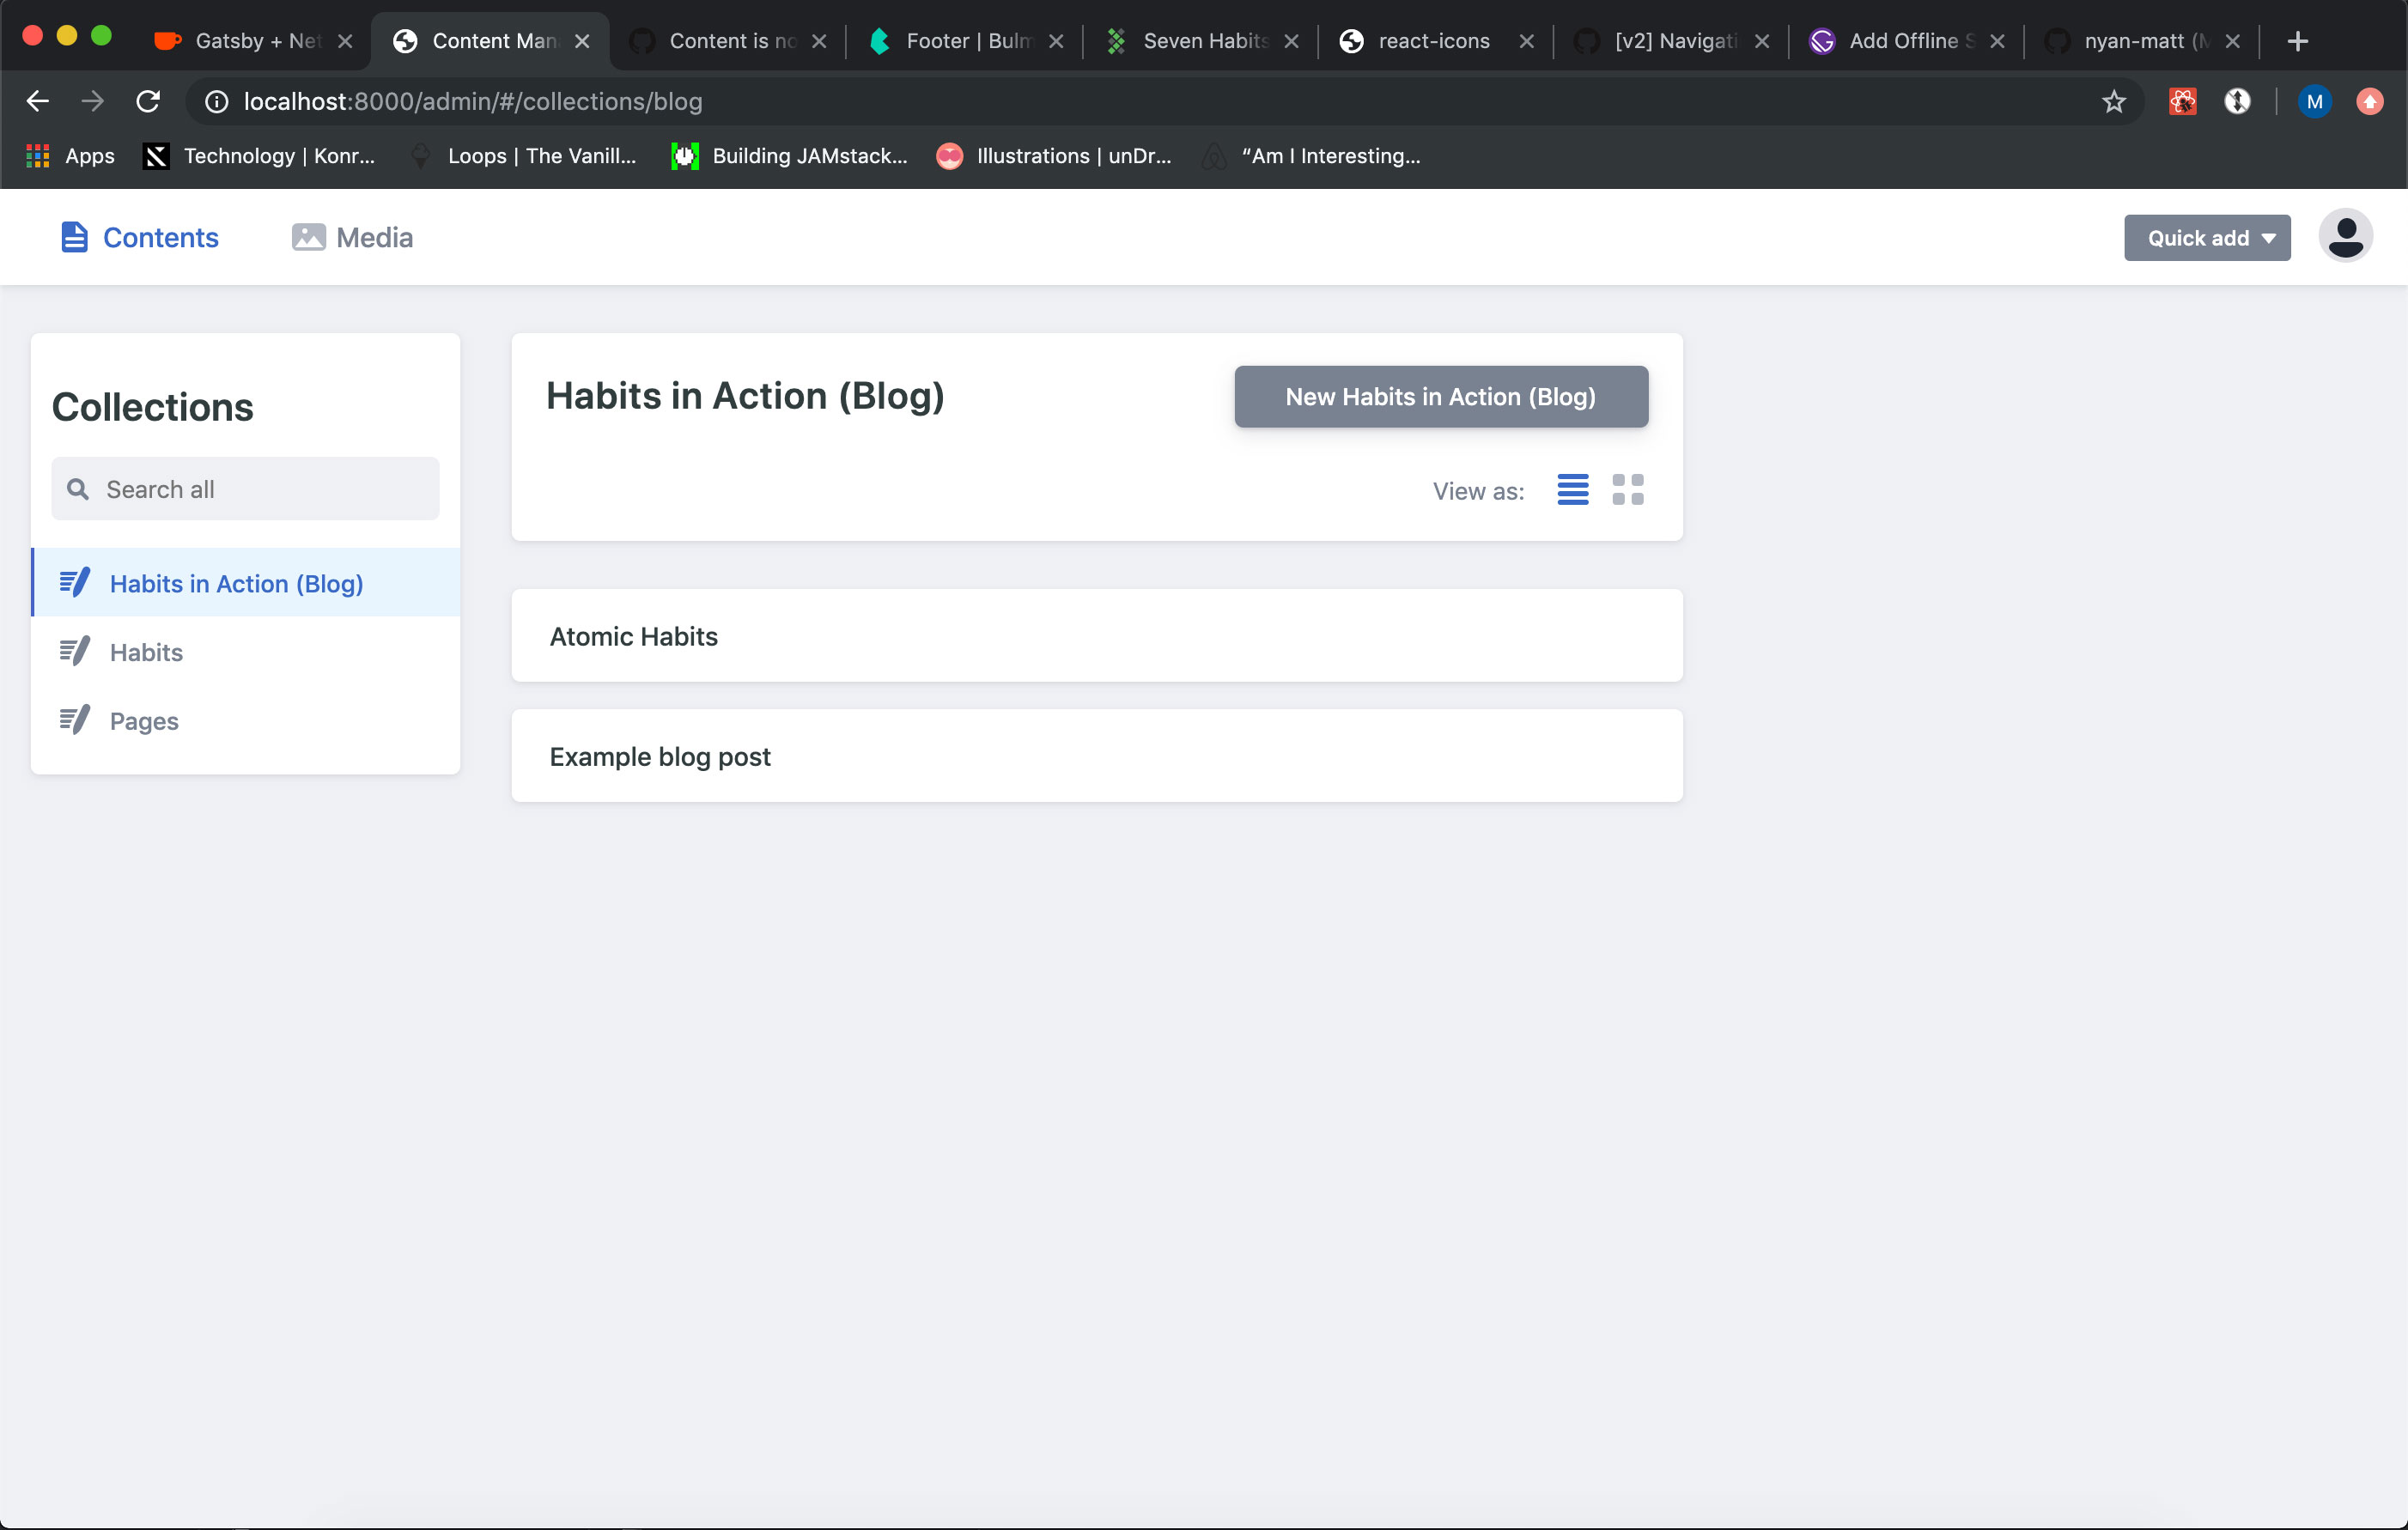 Gatsby + Net
Content Man
Content is no
Footer | Bulm
Seven Habits
react-icons
[v2] Navigati
Add Offline S
nyan-matt (M
localhost:8000/admin/#/collections/blog
M
Apps
Technology | Konr...
Loops | The Vanill...
Building JAMstack...
Illustrations | unDr...
“Am I Interesting...
Contents
Media
Quick add
Collections
Search all
Habits in Action (Blog)
Habits
Pages
Habits in Action (Blog)
New Habits in Action (Blog)
View as:
Atomic Habits
Example blog post